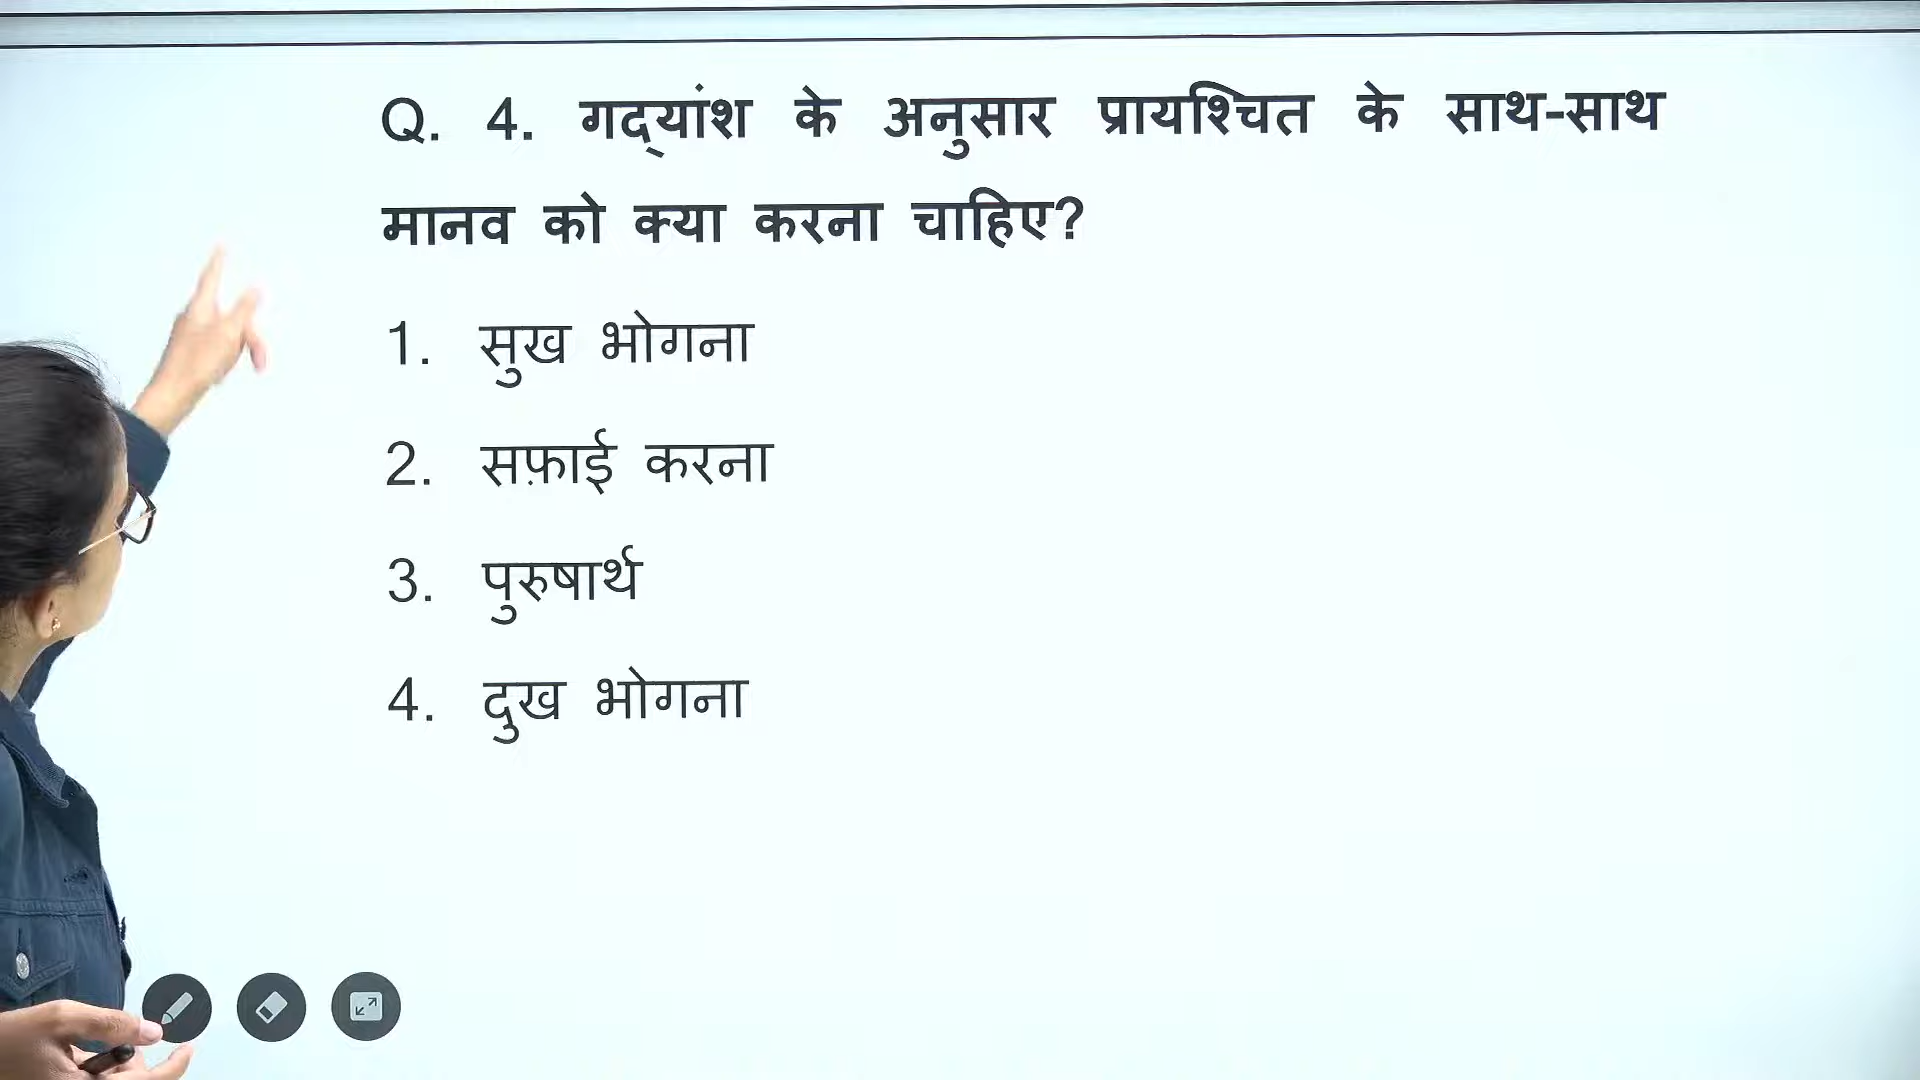 Q. 4. गद्यांश के अनुसार प्रायश्चित के साथ-साथ
मानव को क्या करना चाहिए?
1. सुख भोगना
2. सफ़ाई करना
3. पुरुषार्थ
4. दुख भोगना